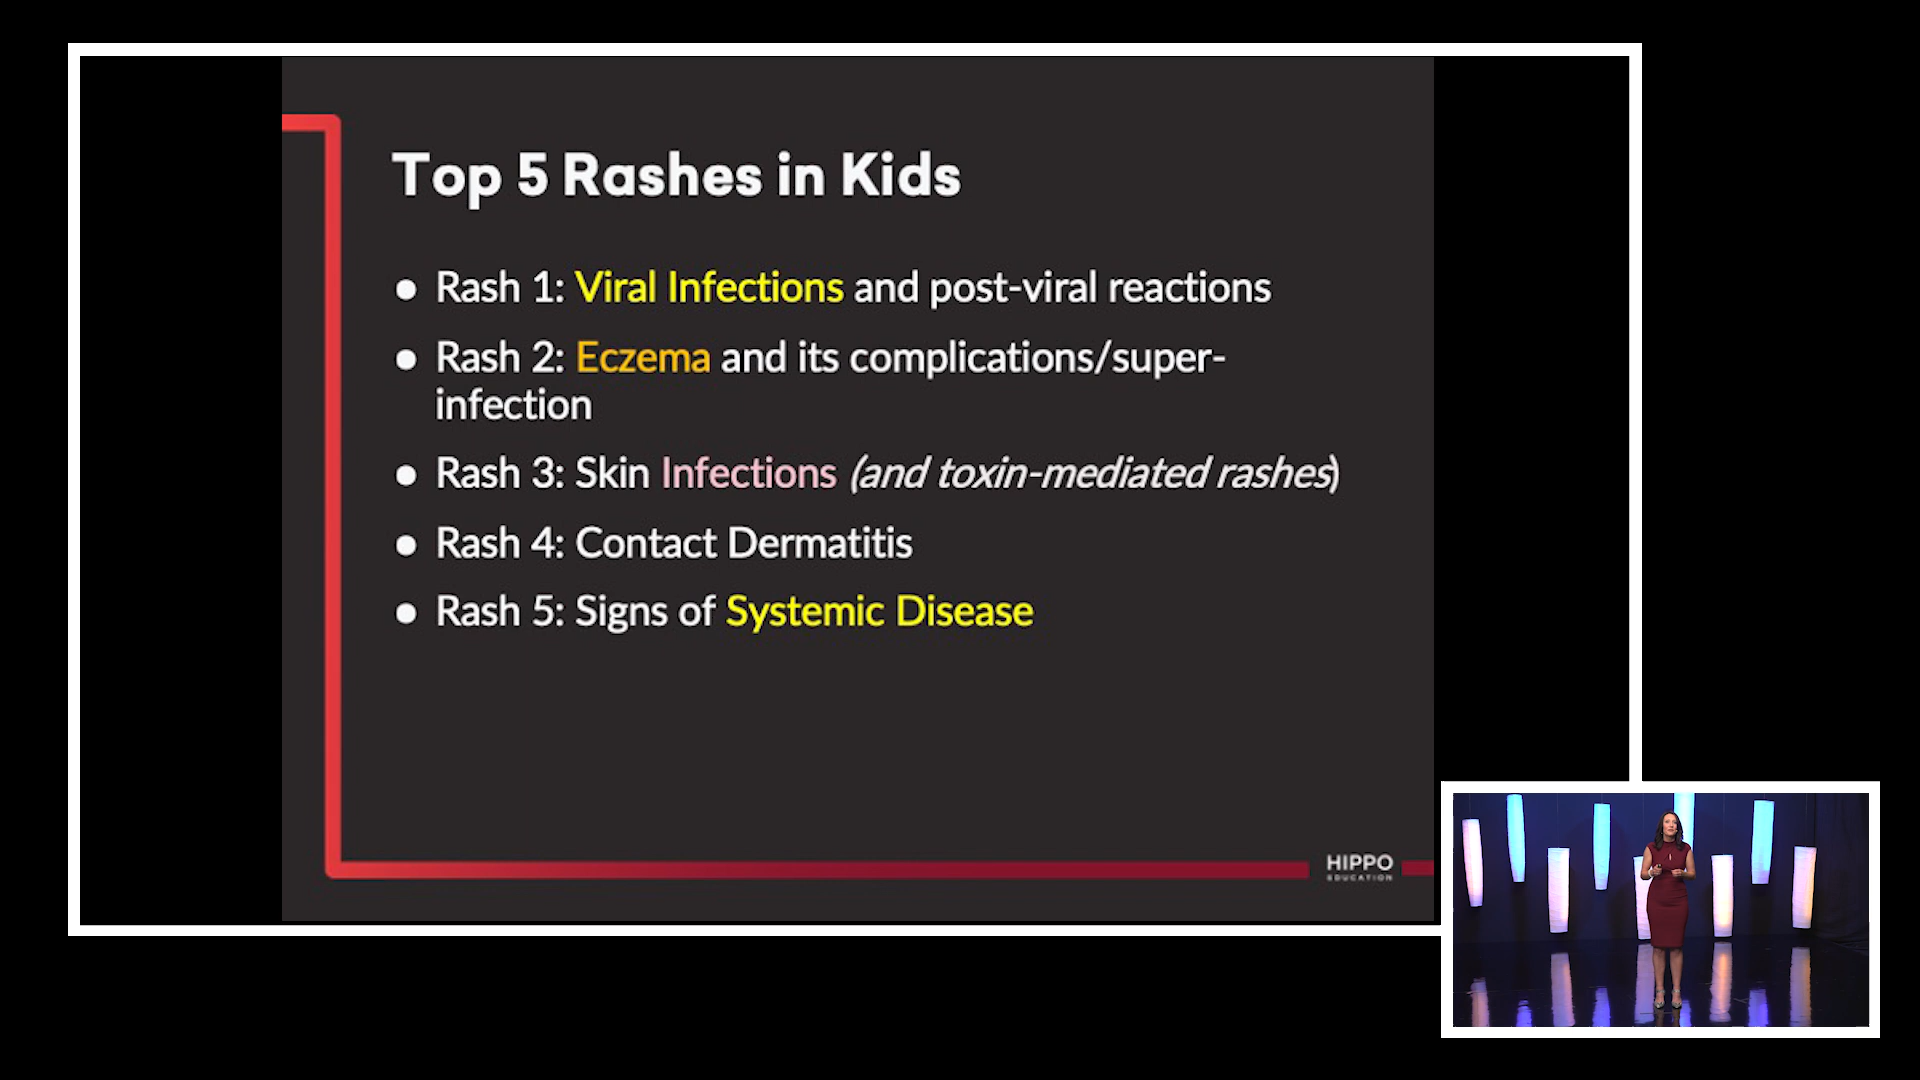 Top 5 Rashes in Kids
● Rash 1: Viral Infections and post-viral reactions
● Rash 2: Eczema and its complications/super-
infection
● Rash 3: Skin Infections (and toxin-mediated rashes)
● Rash 4: Contact Dermatitis
● Rash 5: Signs of Systemic Disease
HIPPO
EDUCATION